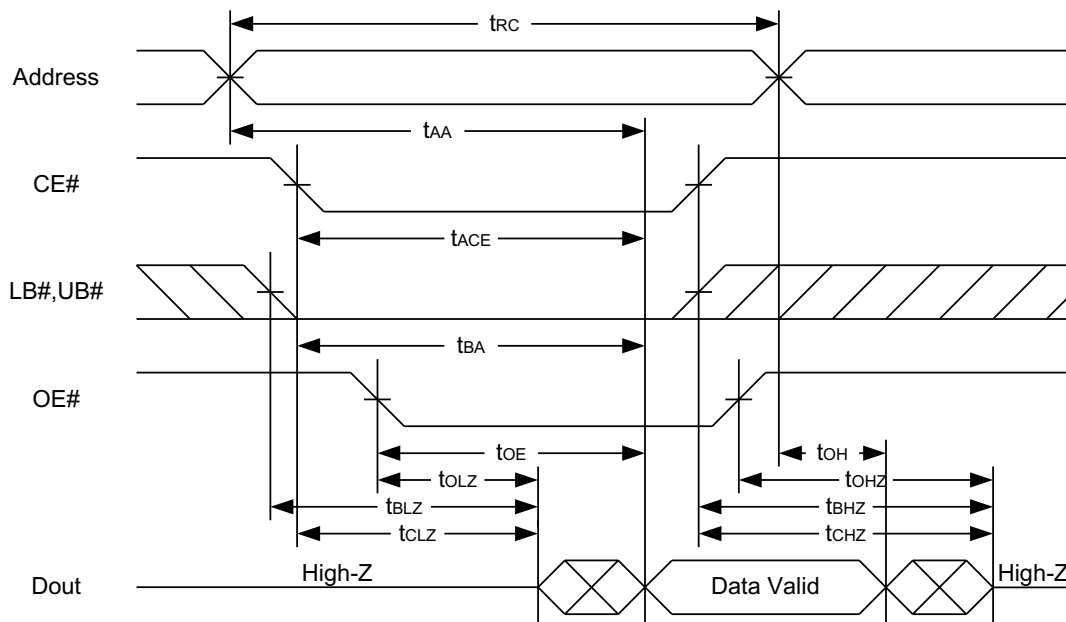 tRC
Address
tAA
CE#
tACE
LB#,UB#
tBA
OE#
tOE
tOH
tOLZ
tOHZ
tBLZ
tBHZ
tCLZ
tCHZ
Dout
High-Z
Data Valid
High-Z